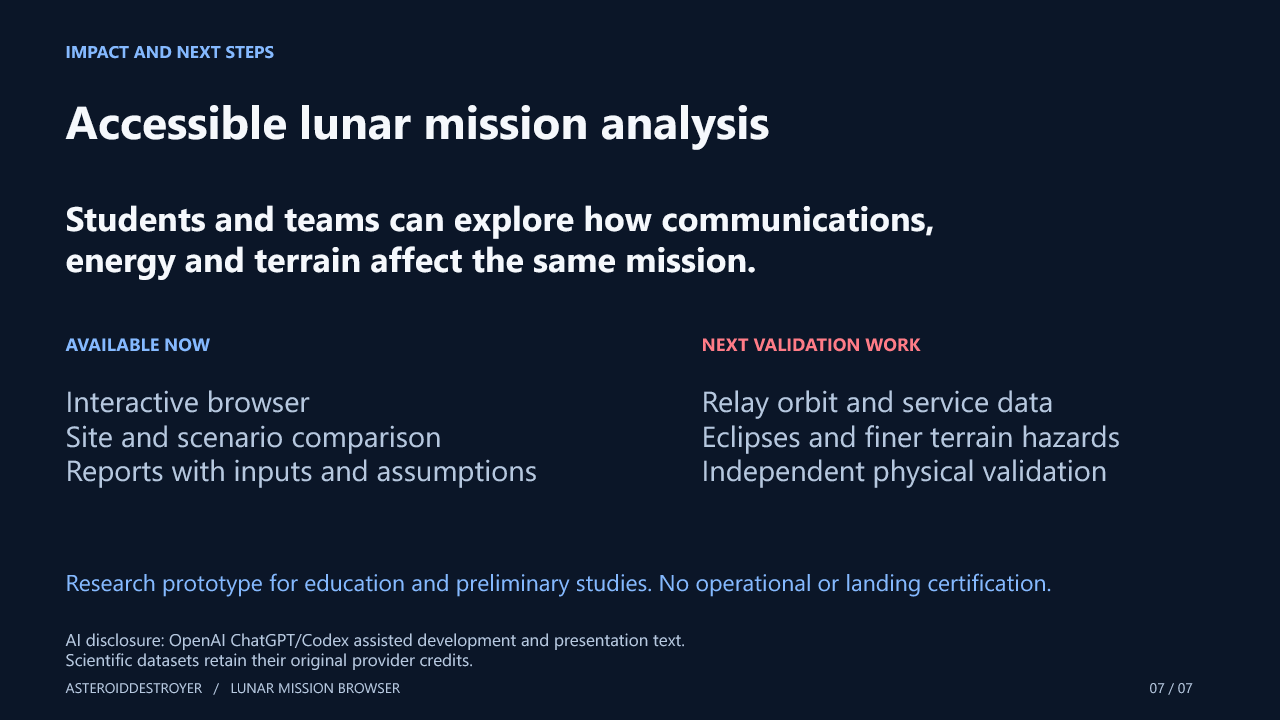 IMPACT AND NEXT STEPS
Accessible lunar mission analysis
Students and teams can explore how communications,
energy and terrain affect the same mission.
AVAILABLE NOW
Interactive browser
Site and scenario comparison
Reports with inputs and assumptions
NEXT VALIDATION WORK
Relay orbit and service data
Eclipses and finer terrain hazards
Independent physical validation
Research prototype for education and preliminary studies. No operational or landing certification.
AI disclosure: OpenAI ChatGPT/Codex assisted development and presentation text.
Scientific datasets retain their original provider credits.
ASTEROIDDESTROYER / LUNAR MISSION BROWSER
07 / 07